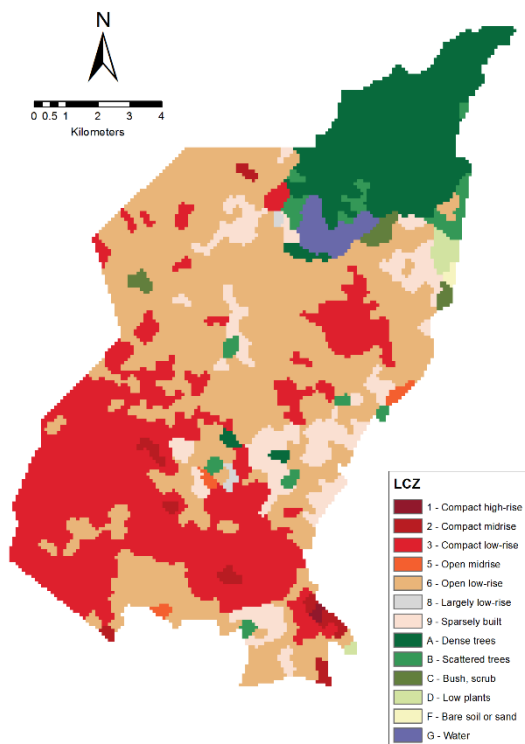 N
0 0.5 1 2 3 4
Kilometers
LCZ
1 - Compact high-rise
2 - Compact midrise
3 - Compact low-rise
5 - Open midrise
6 - Open low-rise
8 - Largely low-rise
9 - Sparsely built
A - Dense trees
B - Scattered trees
C - Bush, scrub
D - Low plants
F - Bare soil or sand
G - Water